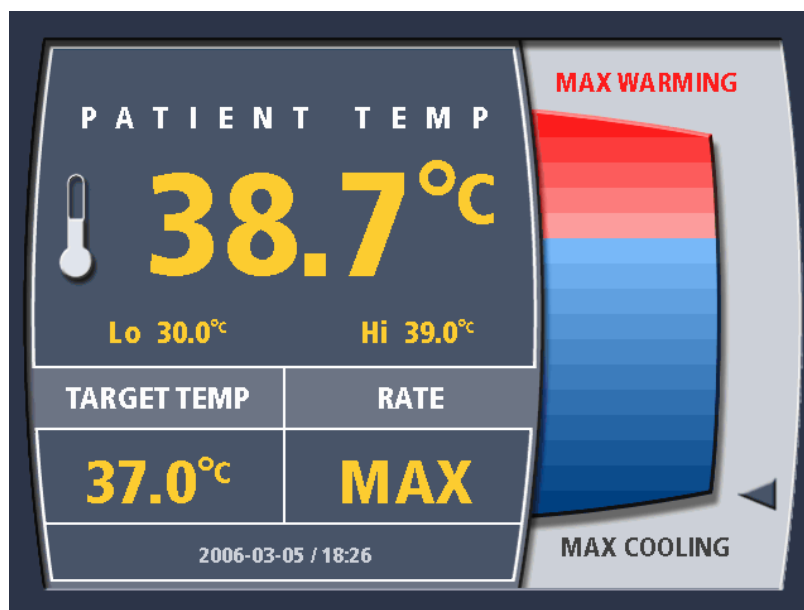 PATIENT TEMP
38.7°C
Lo 30.0°C
Hi 39.0°C
TARGET TEMP
RATE
37.0°C
MAX
2006-03-05 / 18:26
MAX WARMING
MAX COOLING